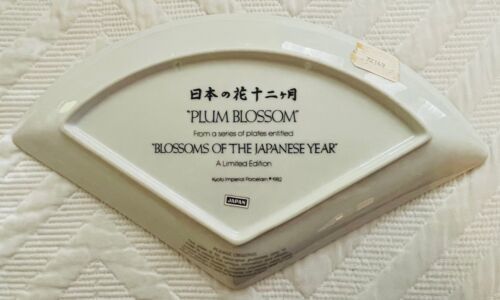 日本の花十二ヶ月
"PLUM BLOSSOM"
From a series of plates entitled
"BLOSSOMS OF THE JAPANESE YEAR"
A Limited Edition
Kyoto Imperial Porcelain © 1982
JAPAN